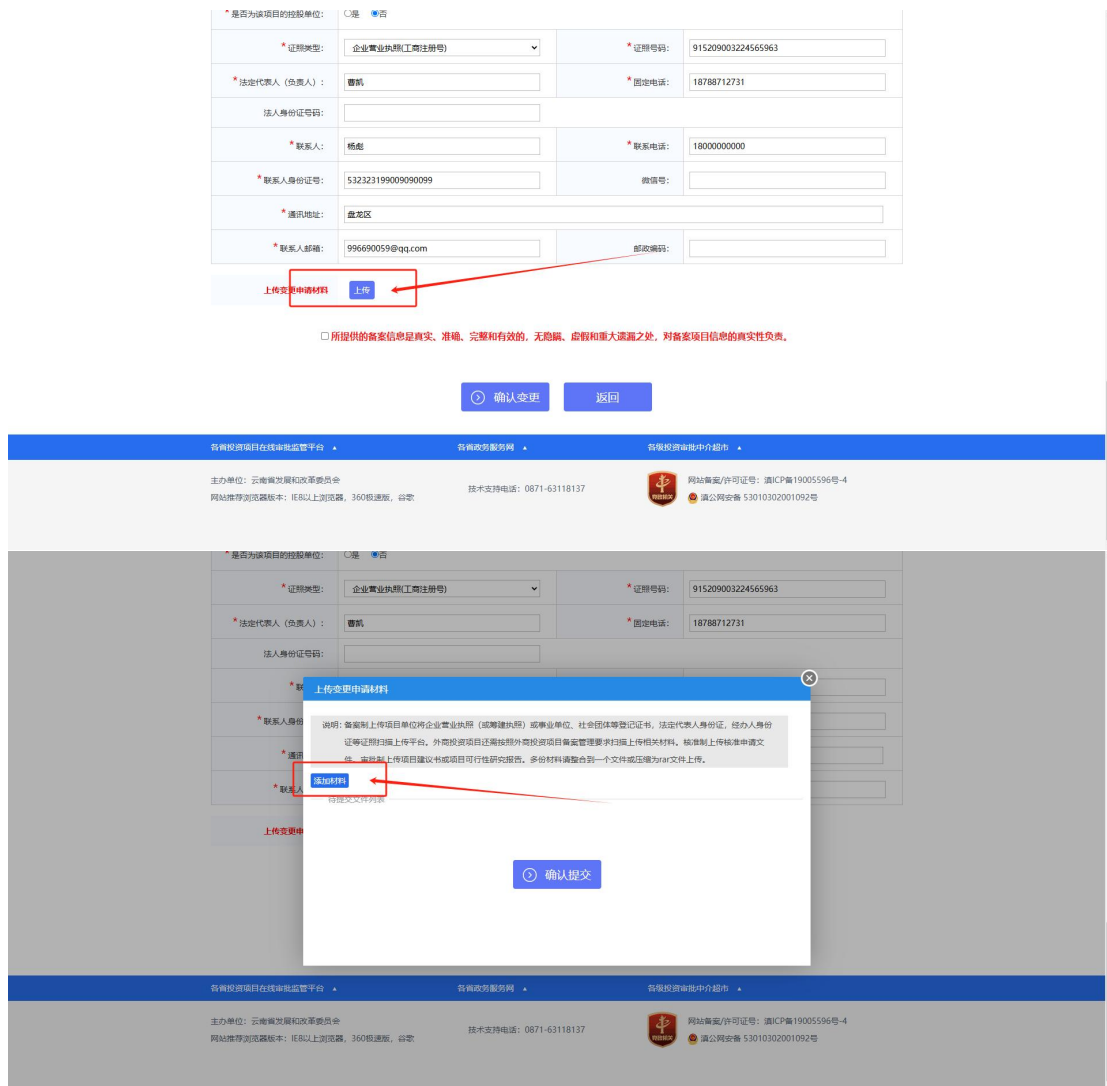 *是否为该项目的控股单位： ○是 ◉否
*证照类型： 企业营业执照(工商注册号) *证照号码： 915209003224565963
*法定代表人（负责人）： 曹凯 *固定电话： 18788712731
法人身份证号码：
*联系人： 杨彪 *联系电话： 18000000000
*联系人身份证号： 532323199009090099 微信号：
*通讯地址： 盘龙区
*联系人邮箱： 996690059@qq.com 邮政编码：
上传变更申请材料 上传
所提供的备案信息是真实、准确、完整和有效的，无隐瞒、虚假和重大遗漏之处，对备案项目信息的真实性负责。
确认变更 返回
各省投资项目在线审批监管平台 各省政务服务网 各级投资审批中介超市
主办单位：云南省发展和改革委员会
网站推荐浏览器版本：IE8以上浏览器，360极速版，谷歌
技术支持电话：0871-63118137
党政机关
网站备案/许可证号：滇ICP备19005596号-4
滇公网安备 53010302001092号
*是否为该项目的控股单位： ○是 ◉否
*证照类型： 企业营业执照(工商注册号) *证照号码： 915209003224565963
*法定代表人（负责人）： 曹凯 *固定电话： 18788712731
法人身份证号码：
*联
上传变更申请材料
*联系人身份
说明：备案制上传项目单位将企业营业执照（或筹建执照）或事业单位、社会团体等登记证书，法定代表人身份证，经办人身份
证等证照扫描上传平台。外商投资项目还需按照外商投资项目备案管理要求扫描上传相关材料。核准制上传核准申请文
*通讯
件，审批制上传项目建议书或项目可行性研究报告。多份材料请整合到一个文件或压缩为rar文件上传。
*联系人
添加材料
待提交文件列表
上传变更申
确认提交
各省投资项目在线审批监管平台 各省政务服务网 各级投资审批中介超市
主办单位：云南省发展和改革委员会
网站推荐浏览器版本：IE8以上浏览器，360极速版，谷歌
技术支持电话：0871-63118137
党政机关
网站备案/许可证号：滇ICP备19005596号-4
滇公网安备 53010302001092号